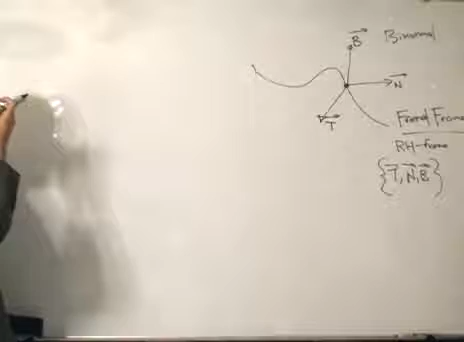 B⃗ Binormal
N⃗
T⃗
Frenet Frame
RH-frame
{T⃗, N⃗, B⃗}